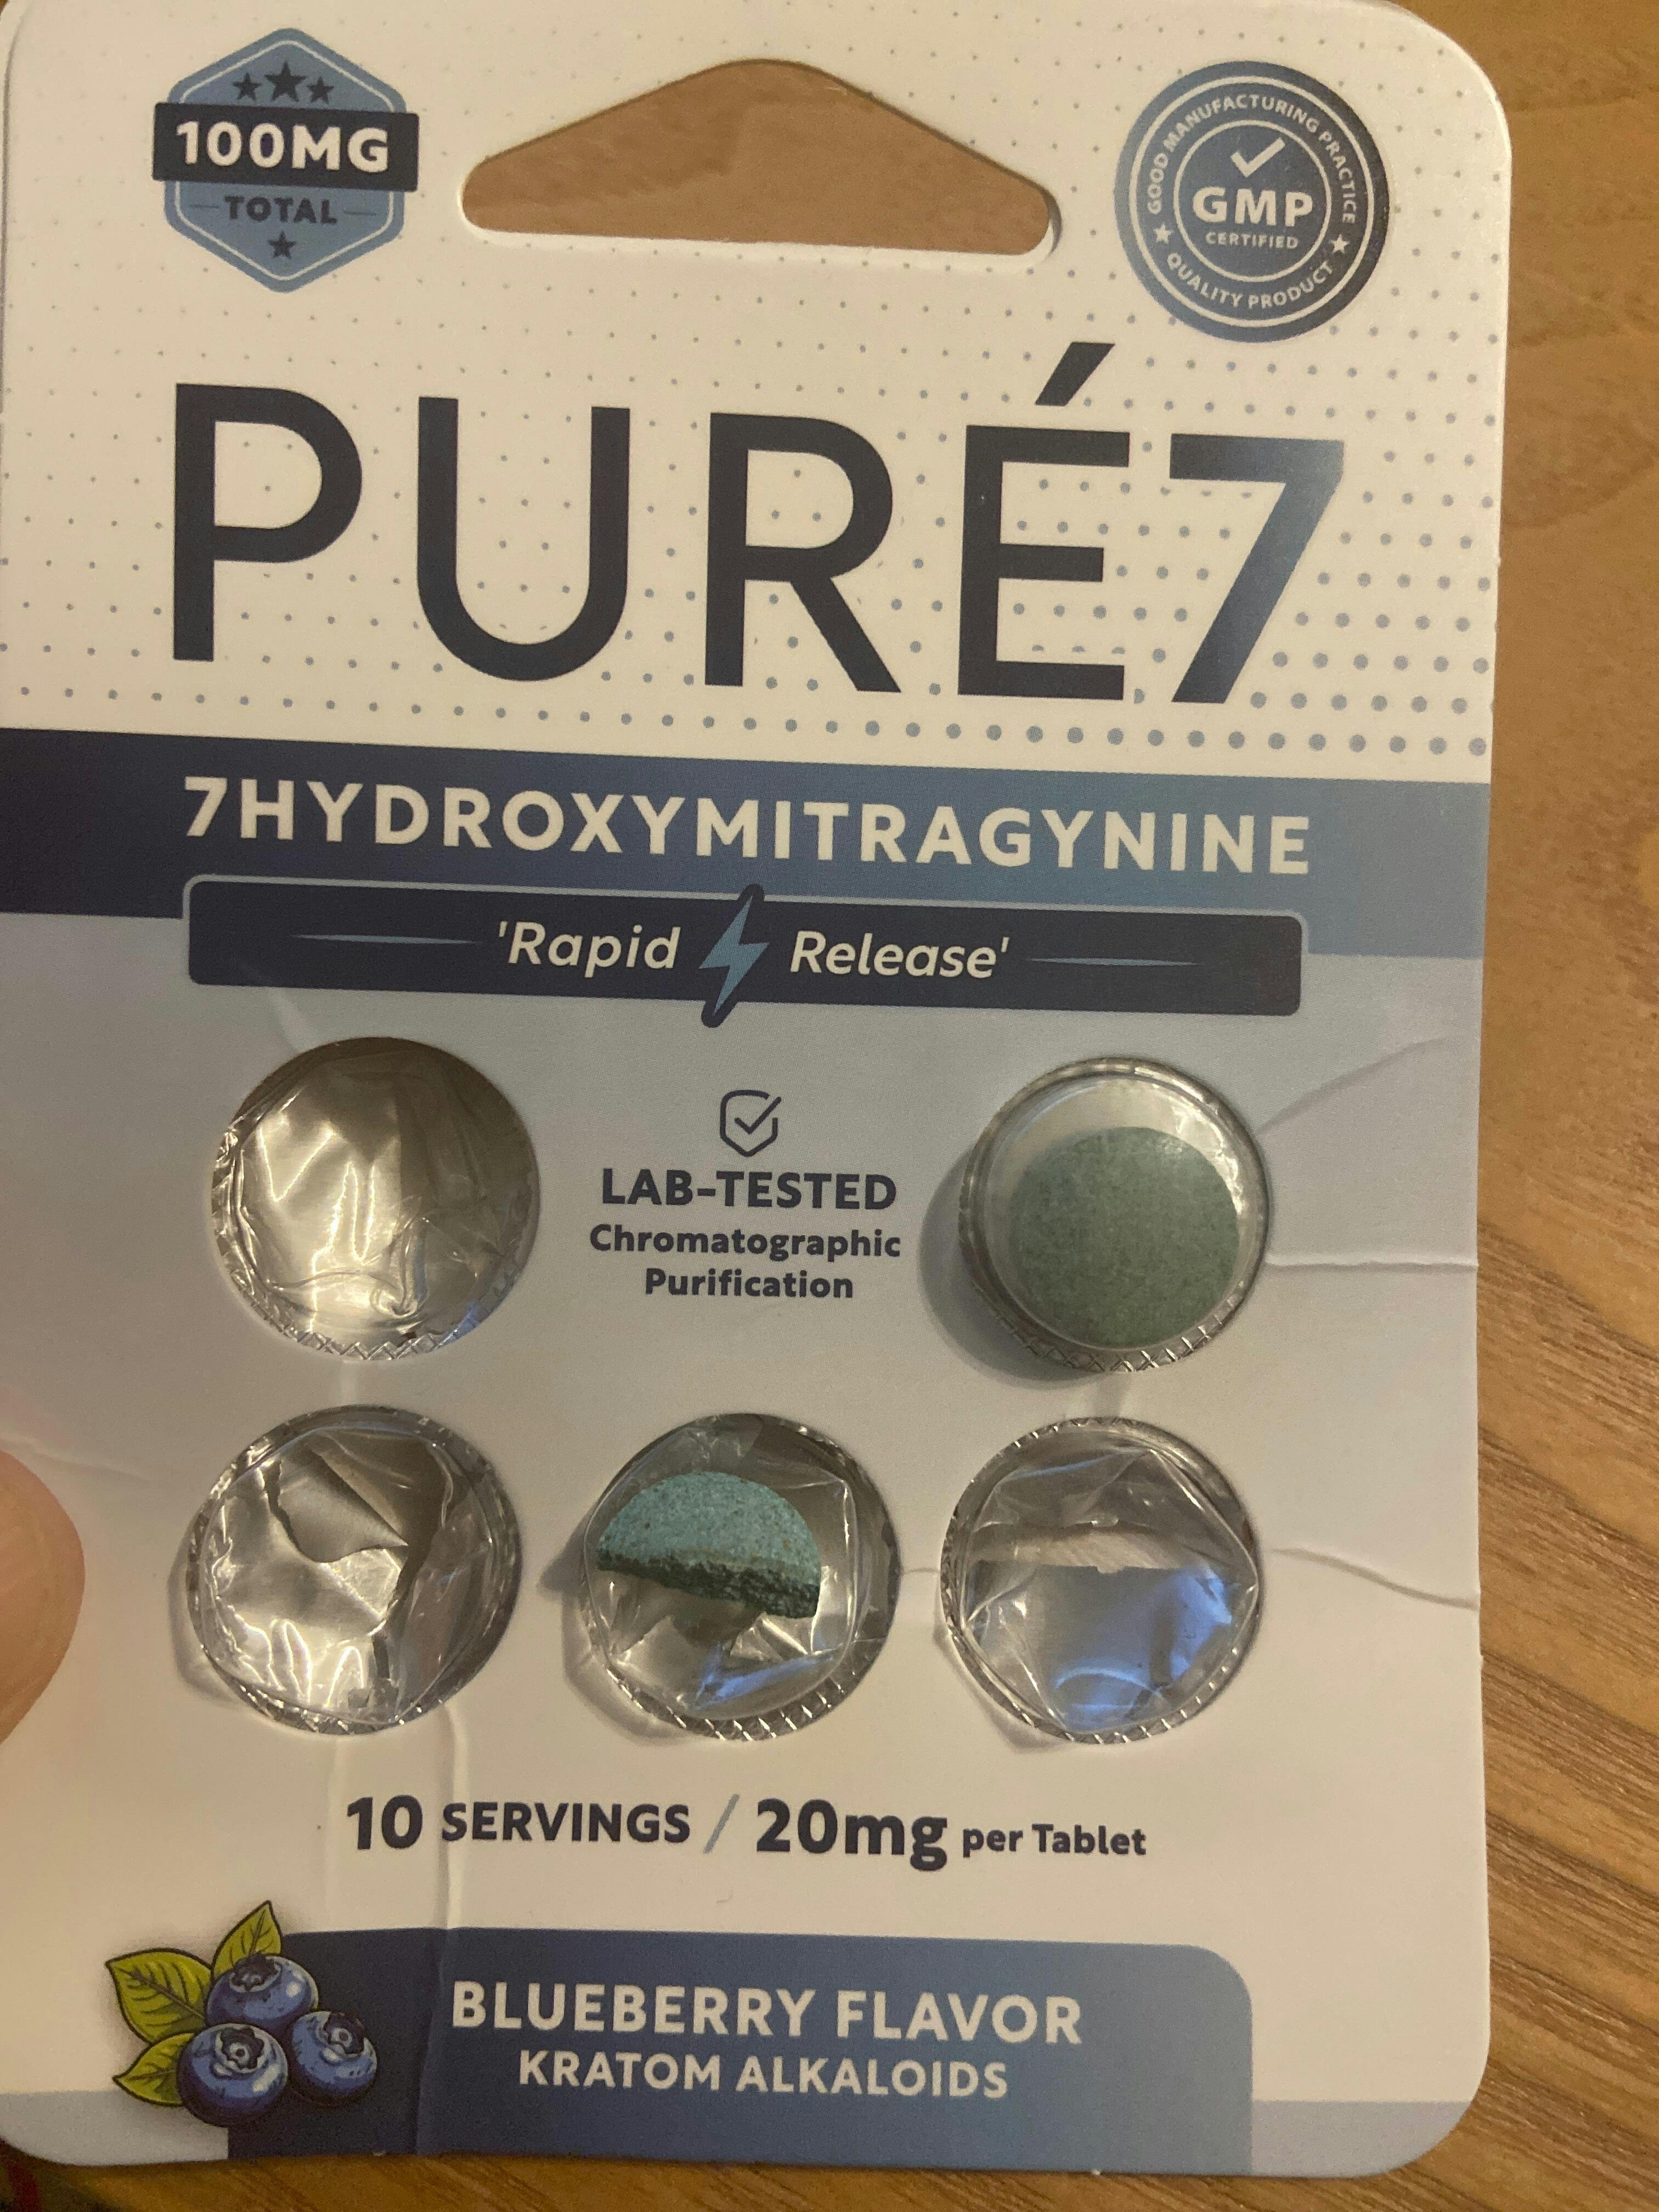 100MG
TOTAL
GOOD MANUFACTURING PRACTICE
GMP
CERTIFIED
QUALITY PRODUCT
PURÉ7
7HYDROXYMITRAGYNINE
'Rapid Release'
LAB-TESTED
Chromatographic
Purification
10 SERVINGS / 20mg per Tablet
BLUEBERRY FLAVOR
KRATOM ALKALOIDS